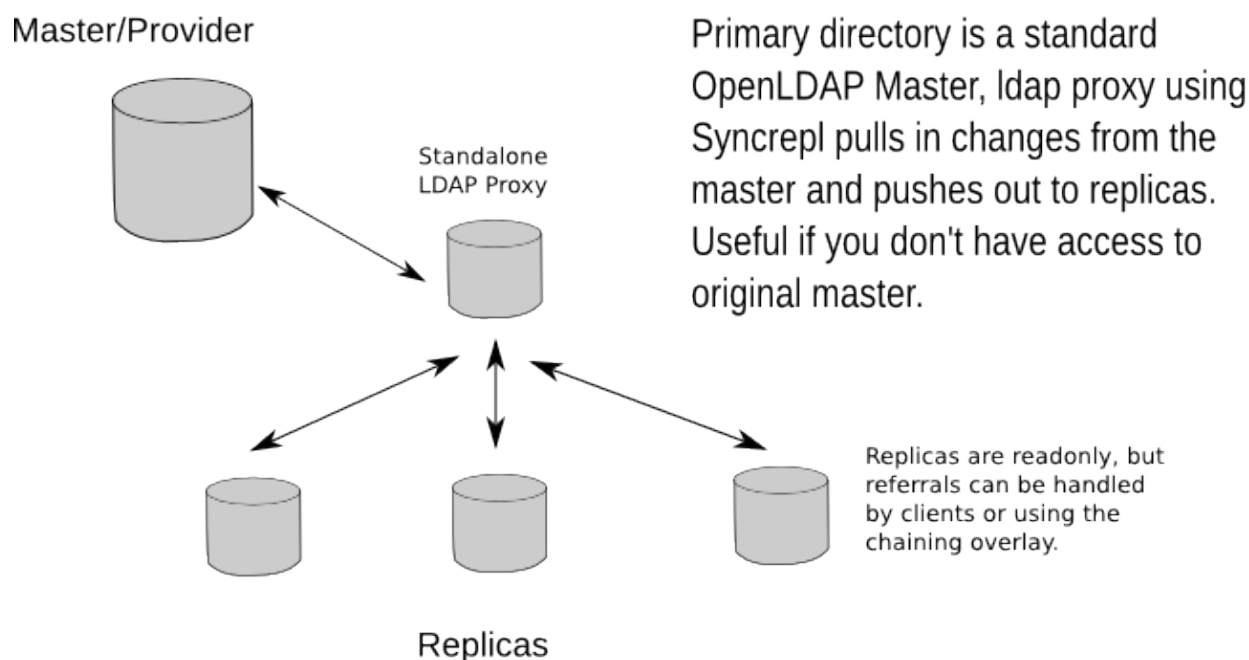 Master/Provider
Primary directory is a standard
OpenLDAP Master, ldap proxy using
Syncrepl pulls in changes from the
master and pushes out to replicas.
Useful if you don't have access to
original master.
Standalone
LDAP Proxy
Replicas are readonly, but
referrals can be handled
by clients or using the
chaining overlay.
Replicas